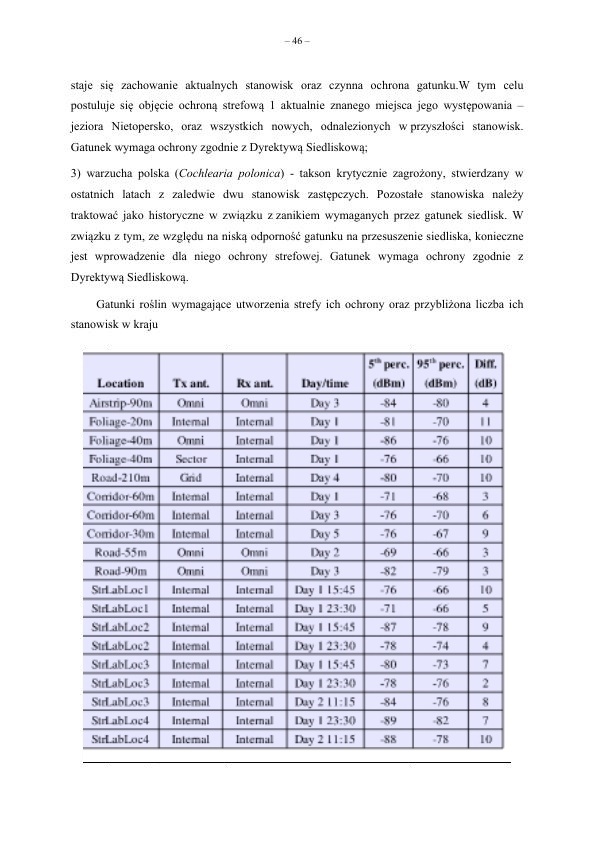 – 46 –
staje się zachowanie aktualnych stanowisk oraz czynna ochrona gatunku.W tym celu
postuluje się objęcie ochroną strefową 1 aktualnie znanego miejsca jego występowania –
jeziora Nietopersko, oraz wszystkich nowych, odnalezionych w przyszłości stanowisk.
Gatunek wymaga ochrony zgodnie z Dyrektywą Siedliskową;
3) warzucha polska (Cochlearia polonica) - takson krytycznie zagrożony, stwierdzany w
ostatnich latach z zaledwie dwu stanowisk zastępczych. Pozostałe stanowiska należy
traktować jako historyczne w związku z zanikiem wymaganych przez gatunek siedlisk. W
związku z tym, ze względu na niską odporność gatunku na przesuszenie siedliska, konieczne
jest wprowadzenie dla niego ochrony strefowej. Gatunek wymaga ochrony zgodnie z
Dyrektywą Siedliskową.
Gatunki roślin wymagające utworzenia strefy ich ochrony oraz przybliżona liczba ich
stanowisk w kraju
5th perc. 95th perc. Diff.
Location Tx ant. Rx ant. Day/time (dBm) (dBm) (dB)
Airstrip-90m Omni Omni Day 3 -84 -80 4
Foliage-20m Internal Internal Day 1 -81 -70 11
Foliage-40m Omni Internal Day 1 -86 -76 10
Foliage-40m Sector Internal Day 1 -76 -66 10
Road-210m Grid Internal Day 4 -80 -70 10
Corridor-60m Internal Internal Day 1 -71 -68 3
Corridor-60m Internal Internal Day 3 -76 -70 6
Corridor-30m Internal Internal Day 5 -76 -67 9
Road-55m Omni Omni Day 2 -69 -66 3
Road-90m Omni Omni Day 3 -82 -79 3
StrLabLoc1 Internal Internal Day 1 15:45 -76 -66 10
StrLabLoc1 Internal Internal Day 1 23:30 -71 -66 5
StrLabLoc2 Internal Internal Day 1 15:45 -87 -78 9
StrLabLoc2 Internal Internal Day 1 23:30 -78 -74 4
StrLabLoc3 Internal Internal Day 1 15:45 -80 -73 7
StrLabLoc3 Internal Internal Day 1 23:30 -78 -76 2
StrLabLoc3 Internal Internal Day 2 11:15 -84 -76 8
StrLabLoc4 Internal Internal Day 1 23:30 -89 -82 7
StrLabLoc4 Internal Internal Day 2 11:15 -88 -78 10